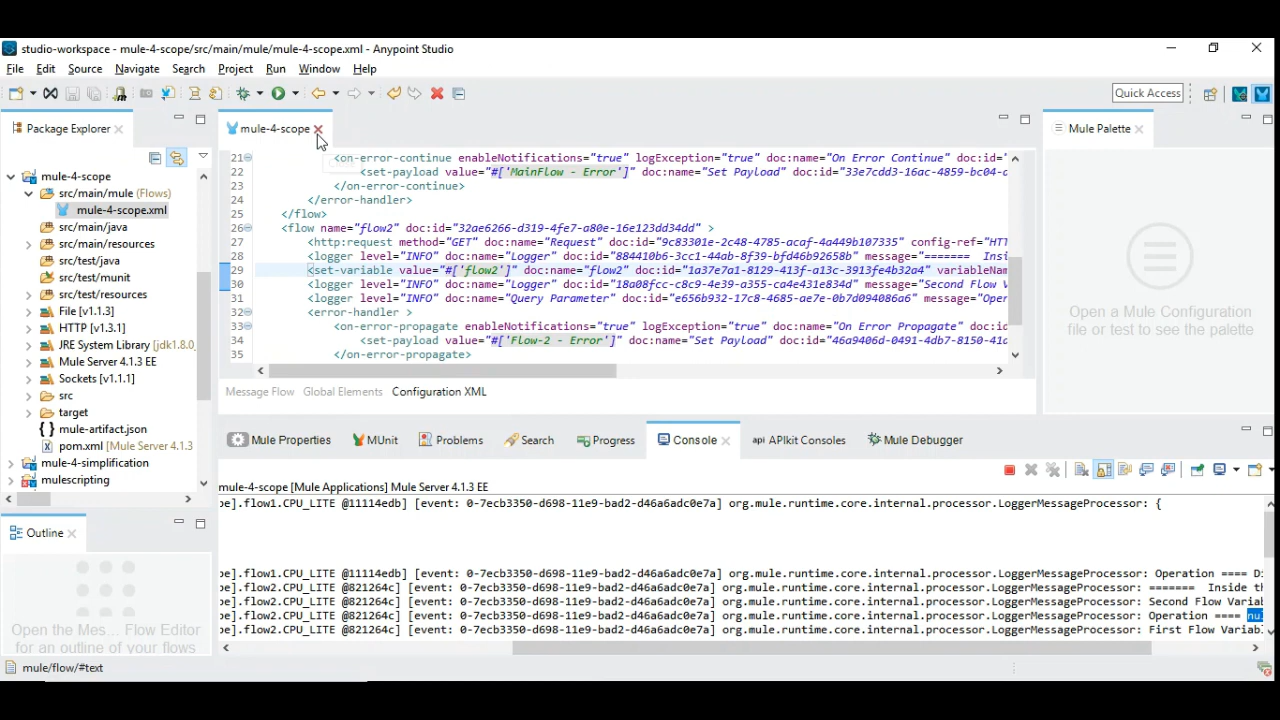 studio-workspace - mule-4-scope/src/main/mule/mule-4-scope.xml - Anypoint Studio
File Edit Source Navigate Search Project Run Window Help
Quick Access
Package Explorer
mule-4-scope
src/main/mule (Flows)
mule-4-scope.xml
src/main/java
src/main/resources
src/test/java
src/test/munit
src/test/resources
File [v1.1.3]
HTTP [v1.3.1]
JRE System Library [jdk1.8.0_
Mule Server 4.1.3 EE
Sockets [v1.1.1]
src
target
mule-artifact.json
pom.xml [Mule Server 4.1.3
mule-4-simplification
mulescripting
Outline
Open the Mes... Flow Editor
for an outline of your flows
mule-4-scope
21 <on-error-continue enableNotifications="true" logException="true" doc:name="On Error Continue" doc:id="
22 <set-payload value="#['MainFlow - Error']" doc:name="Set Payload" doc:id="33e7cdd3-16ac-4859-bc04-a
23 </on-error-continue>
24 </error-handler>
25 </flow>
26 <flow name="flow2" doc:id="32ae6266-d319-4fe7-a80e-16e123dd34dd" >
27 <http:request method="GET" doc:name="Request" doc:id="9c83301e-2c48-4785-acaf-4a449b107335" config-ref="HTT
28 <logger level="INFO" doc:name="Logger" doc:id="884410b6-3cc1-44ab-8f39-bfd46b92658b" message="======= Insi
29 <set-variable value="#['flow2']" doc:name="flow2" doc:id="1a37e7a1-8129-413f-a13c-3913fe4b32a4" variableNam
30 <logger level="INFO" doc:name="Logger" doc:id="18a08fcc-c8c9-4e39-a355-ca4e431e834d" message="Second Flow V
31 <logger level="INFO" doc:name="Query Parameter" doc:id="e656b932-17c8-4685-ae7e-0b7d094086a6" message="Oper
32 <error-handler >
33 <on-error-propagate enableNotifications="true" logException="true" doc:name="On Error Propagate" doc:id
34 <set-payload value="#['Flow-2 - Error']" doc:name="Set Payload" doc:id="46a9406d-0491-4db7-8150-41d
35 </on-error-propagate>
Message Flow Global Elements Configuration XML
Mule Palette
Open a Mule Configuration
file or test to see the palette
Mule Properties MUnit Problems Search Progress Console api APIkit Consoles Mule Debugger
mule-4-scope [Mule Applications] Mule Server 4.1.3 EE
pe].flow1.CPU_LITE @11114edb] [event: 0-7ecb3350-d698-11e9-bad2-d46a6adc0e7a] org.mule.runtime.core.internal.processor.LoggerMessageProcessor: {
pe].flow1.CPU_LITE @11114edb] [event: 0-7ecb3350-d698-11e9-bad2-d46a6adc0e7a] org.mule.runtime.core.internal.processor.LoggerMessageProcessor: Operation ==== Di
pe].flow2.CPU_LITE @821264c] [event: 0-7ecb3350-d698-11e9-bad2-d46a6adc0e7a] org.mule.runtime.core.internal.processor.LoggerMessageProcessor: ======= Inside th
pe].flow2.CPU_LITE @821264c] [event: 0-7ecb3350-d698-11e9-bad2-d46a6adc0e7a] org.mule.runtime.core.internal.processor.LoggerMessageProcessor: Second Flow Variab
pe].flow2.CPU_LITE @821264c] [event: 0-7ecb3350-d698-11e9-bad2-d46a6adc0e7a] org.mule.runtime.core.internal.processor.LoggerMessageProcessor: Operation ==== nul
pe].flow2.CPU_LITE @821264c] [event: 0-7ecb3350-d698-11e9-bad2-d46a6adc0e7a] org.mule.runtime.core.internal.processor.LoggerMessageProcessor: First Flow Variabl
mule/flow/#text